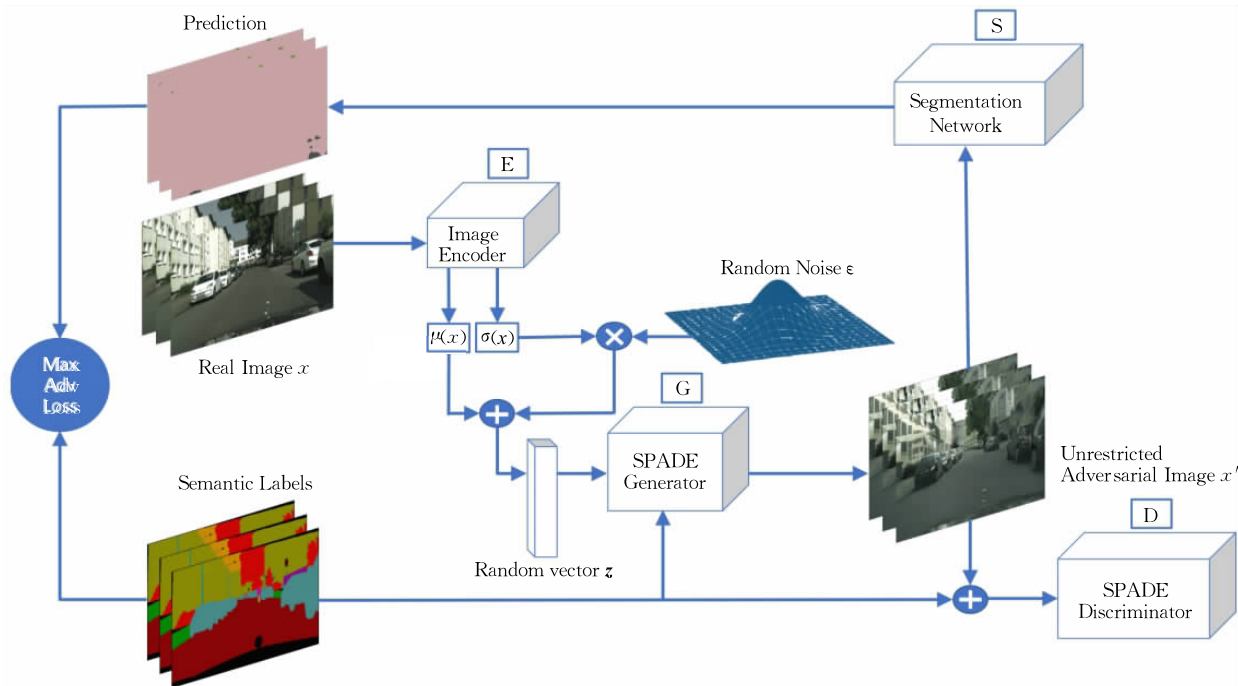 Prediction
S
Segmentation
Network
E
Image
Encoder
Random Noise ε
μ(x)
σ(x)
Real Image x
Max
Adv
Loss
G
SPADE
Generator
Unrestricted
Adversarial Image x′
Semantic Labels
D
Random vector z
SPADE
Discriminator